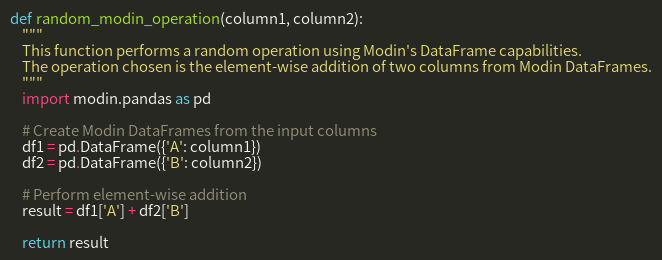 def random_modin_operation(column1, column2):
    """
    This function performs a random operation using Modin's DataFrame capabilities.
    The operation chosen is the element-wise addition of two columns from Modin DataFrames.
    """
    import modin.pandas as pd
    # Create Modin DataFrames from the input columns
    df1 = pd.DataFrame({'A': column1})
    df2 = pd.DataFrame({'B': column2})
    # Perform element-wise addition
    result = df1['A'] + df2['B']
    return result